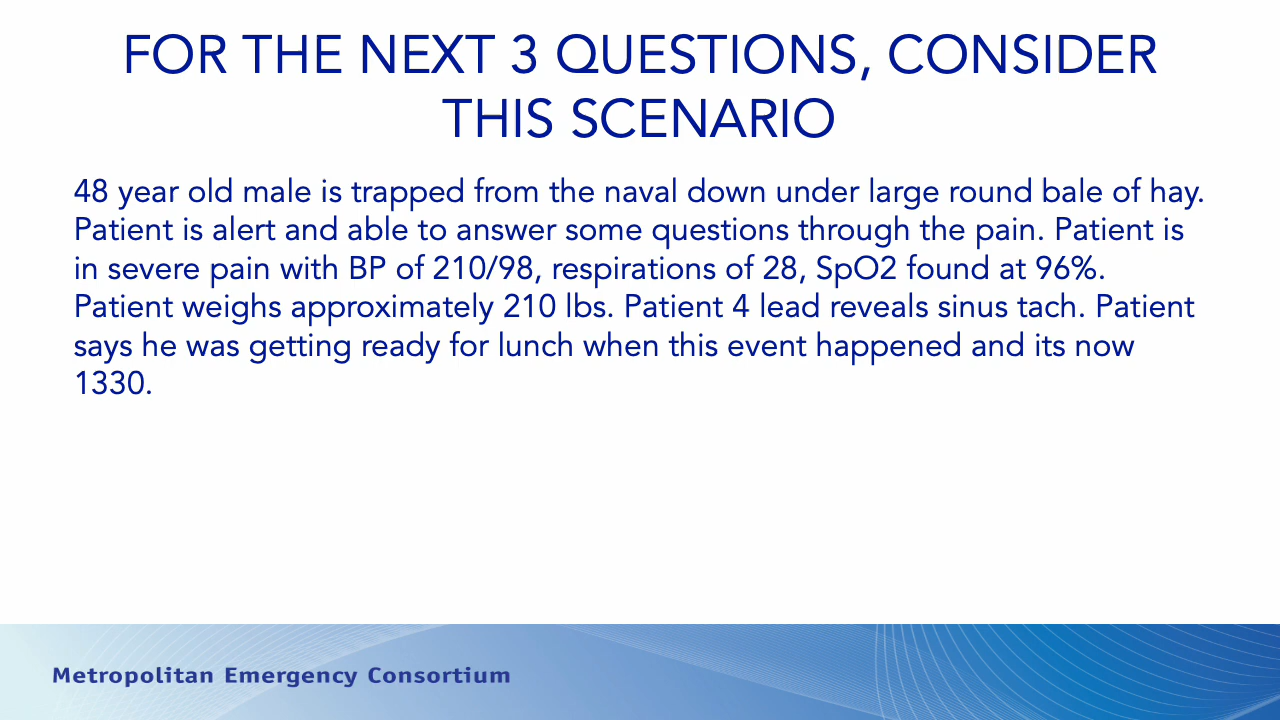 FOR THE NEXT 3 QUESTIONS, CONSIDER
THIS SCENARIO
48 year old male is trapped from the naval down under large round bale of hay.
Patient is alert and able to answer some questions through the pain. Patient is
in severe pain with BP of 210/98, respirations of 28, SpO2 found at 96%.
Patient weighs approximately 210 lbs. Patient 4 lead reveals sinus tach. Patient
says he was getting ready for lunch when this event happened and its now
1330.
Metropolitan Emergency Consortium